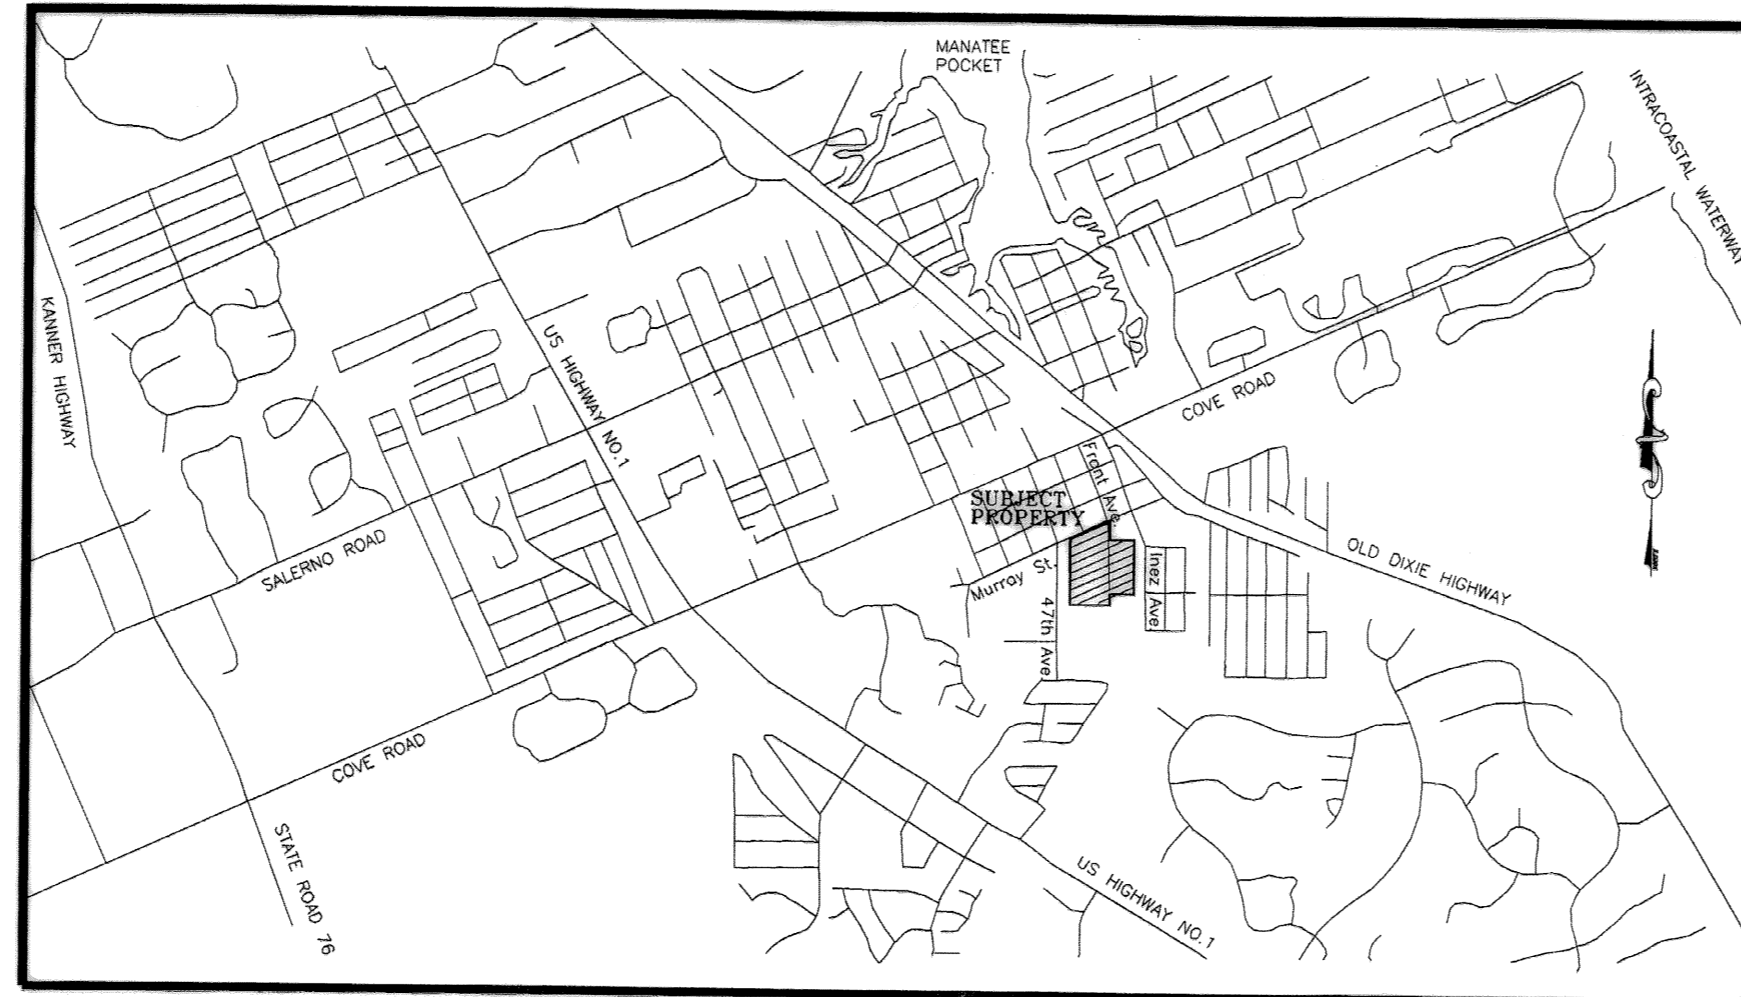 MANATEE
POCKET
INTRACOASTAL WATERWAY
KANNER HIGHWAY
US HIGHWAY NO.1
COVE ROAD
Front Ave.
SUBJECT
PROPERTY
SALERNO ROAD
OLD DIXIE HIGHWAY
Murray St.
Inez Ave
47th Ave
COVE ROAD
STATE ROAD 76
US HIGHWAY NO.1